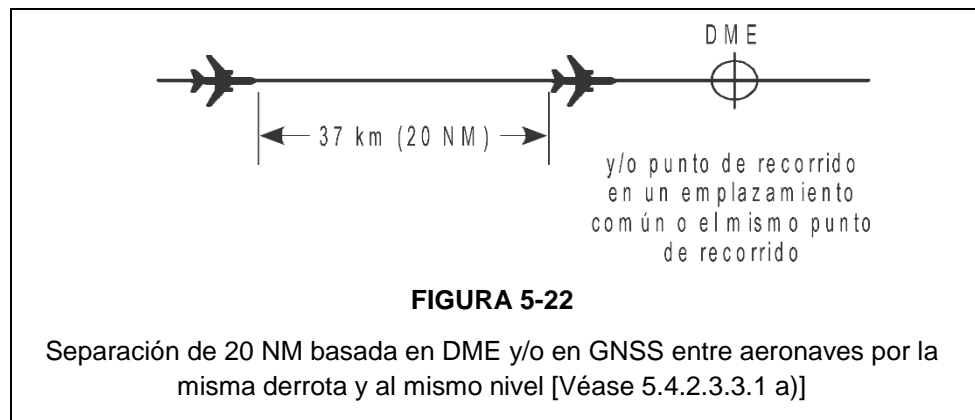 DME
37 km (20 NM)
y/o punto de recorrido
en un emplazamiento
común o el mismo punto
de recorrido
FIGURA 5-22
Separación de 20 NM basada en DME y/o en GNSS entre aeronaves por la
misma derrota y al mismo nivel [Véase 5.4.2.3.3.1 a)]